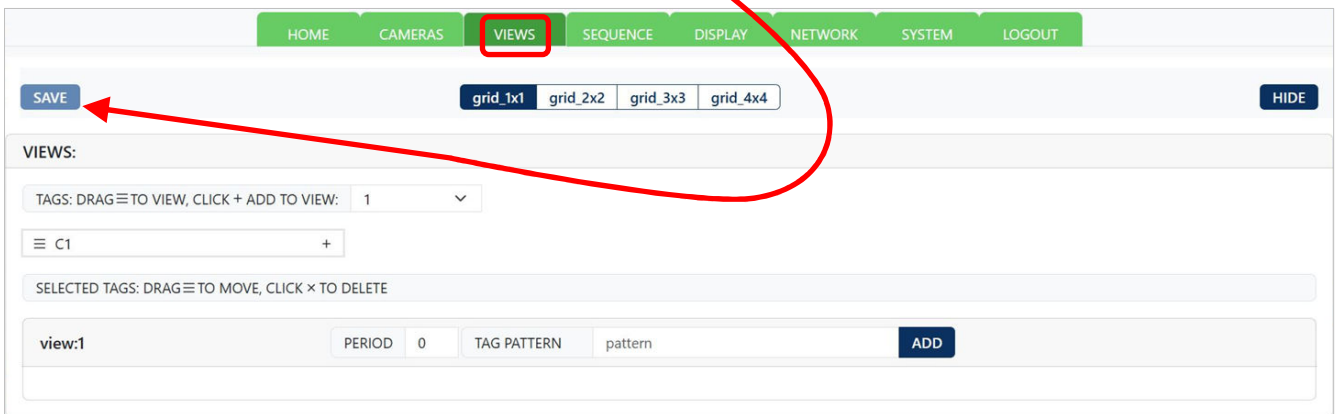 HOME CAMERAS VIEWS SEQUENCE DISPLAY NETWORK SYSTEM LOGOUT
SAVE grid_1x1 grid_2x2 grid_3x3 grid_4x4 HIDE
VIEWS:
TAGS: DRAG☰TO VIEW, CLICK + ADD TO VIEW: 1
☰ C1 +
SELECTED TAGS: DRAG☰TO MOVE, CLICK × TO DELETE
view:1 PERIOD 0 TAG PATTERN pattern ADD